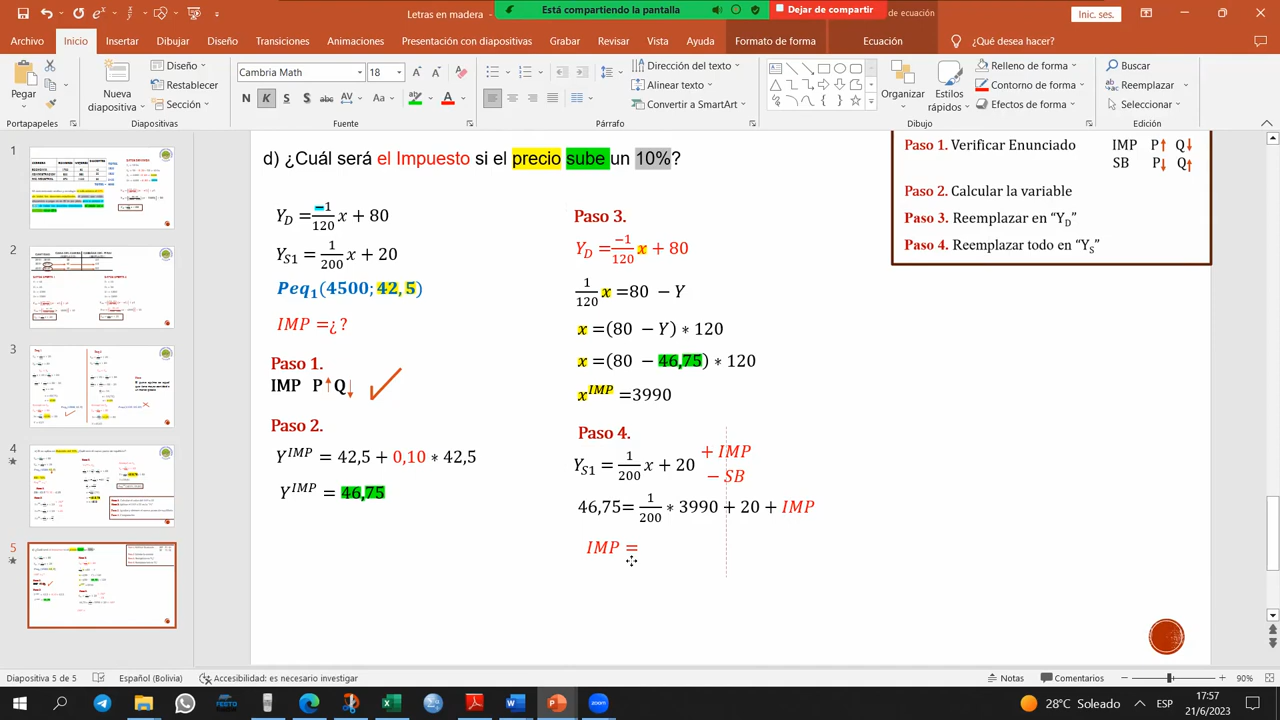 Letras en madera
Está compartiendo la pantalla
Dejar de compartir
de ecuación
Inic. ses.
Archivo Inicio Insertar Dibujar Diseño Transiciones Animaciones Presentación con diapositivas Grabar Revisar Vista Ayuda Formato de forma Ecuación ¿Qué desea hacer?
Pegar
Nueva diapositiva
Diseño
Restablecer
Sección
Cambria Math 18
N K S S abc AV Aa A
Dirección del texto
Alinear texto
Convertir a SmartArt
Organizar
Estilos rápidos
Relleno de forma
Contorno de forma
Efectos de forma
Buscar
Reemplazar
Seleccionar
Portapapeles Diapositivas Fuente Párrafo Dibujo Edición
1
2
3
4
5
d) ¿Cuál será el Impuesto si el precio sube un 10%?
Y_D = −1/120 x + 80
Y_S1 = 1/200 x + 20
Peq₁(4500; 42,5)
IMP =¿?
Paso 1.
IMP P↑ Q↓
Paso 2.
Y^IMP = 42,5 + 0,10 ∗ 42,5
Y^IMP = 46,75
Paso 3.
Y_D = −1/120 x + 80
1/120 x =80 − Y
x =(80 − Y) ∗ 120
x =(80 − 46,75) ∗ 120
x^IMP =3990
Paso 4.
Y_S1 = 1/200 x + 20 + IMP
− SB
46,75= 1/200 ∗ 3990 + 20 + IMP
IMP =
Paso 1. Verificar Enunciado IMP P↑ Q↓
SB P↓ Q↑
Paso 2. Calcular la variable
Paso 3. Reemplazar en “Y_D”
Paso 4. Reemplazar todo en “Y_S”
Diapositiva 5 de 5 Español (Bolivia) Accesibilidad: es necesario investigar Notas Comentarios 90%
FESTO
28°C Soleado ESP 17:57
21/6/2023